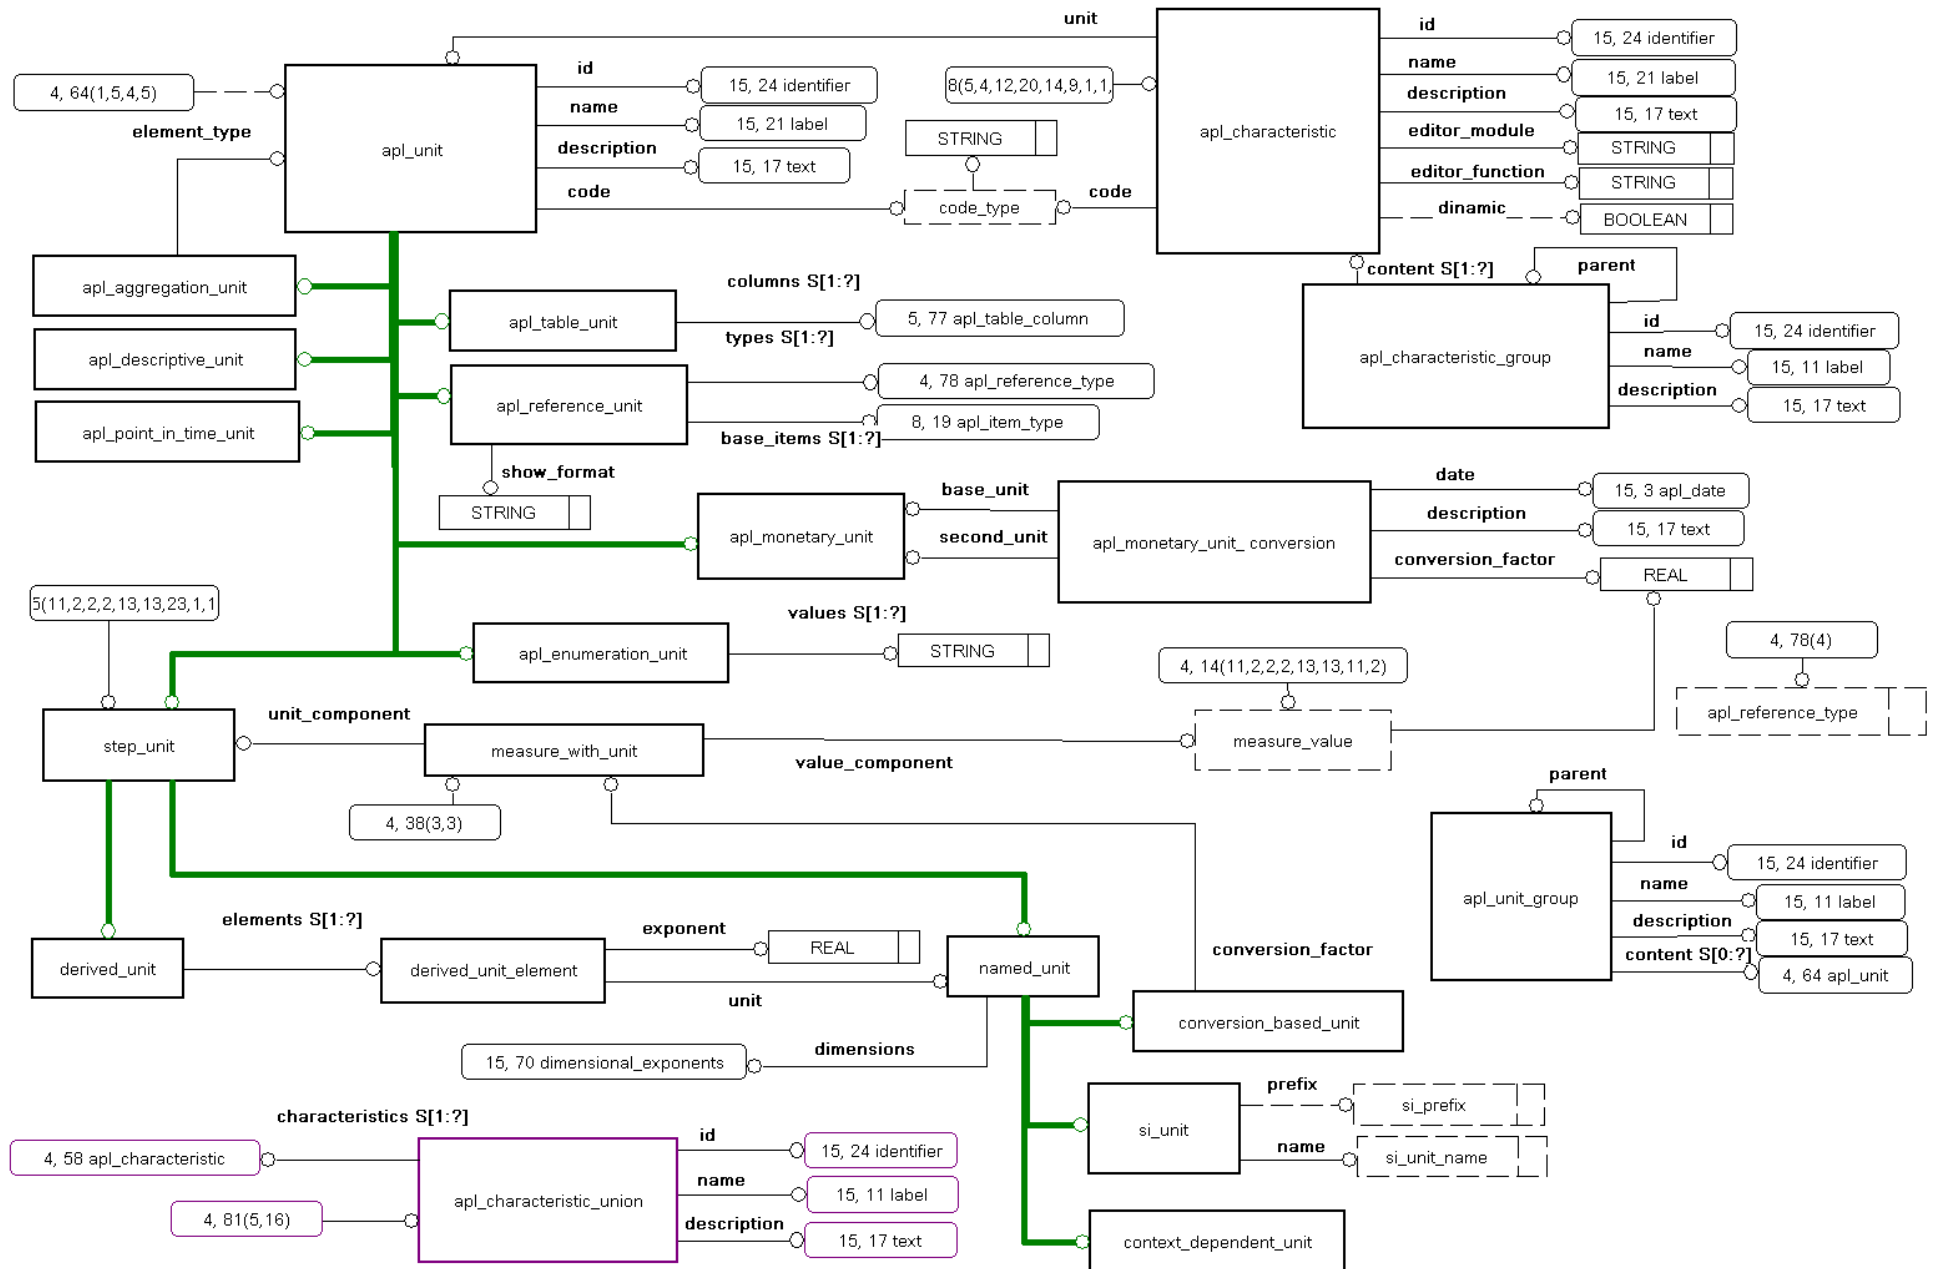 unit
id
15, 24 identifier
name
15, 21 label
description
15, 17 text
editor_module
STRING
editor_function
STRING
dinamic
BOOLEAN
apl_characteristic
8(5,4,12,20,14,9,1,1,
4, 64(1,5,4,5)
element_type
apl_unit
id
15, 24 identifier
name
15, 21 label
description
15, 17 text
code
STRING
code_type
code
content S[1:?]
parent
apl_characteristic_group
id
15, 24 identifier
name
15, 11 label
description
15, 17 text
apl_aggregation_unit
apl_descriptive_unit
apl_point_in_time_unit
columns S[1:?]
apl_table_unit
5, 77 apl_table_column
types S[1:?]
apl_reference_unit
4, 78 apl_reference_type
8, 19 apl_item_type
base_items S[1:?]
show_format
STRING
apl_monetary_unit
base_unit
second_unit
apl_monetary_unit_ conversion
date
15, 3 apl_date
description
15, 17 text
conversion_factor
REAL
5(11,2,2,2,13,13,23,1,1
values S[1:?]
apl_enumeration_unit
STRING
4, 14(11,2,2,2,13,13,11,2)
4, 78(4)
apl_reference_type
step_unit
unit_component
measure_with_unit
value_component
measure_value
4, 38(3,3)
parent
apl_unit_group
id
15, 24 identifier
name
15, 11 label
description
15, 17 text
content S[0:?]
4, 64 apl_unit
elements S[1:?]
derived_unit
derived_unit_element
exponent
REAL
unit
named_unit
conversion_factor
conversion_based_unit
15, 70 dimensional_exponents
dimensions
si_unit
prefix
si_prefix
name
si_unit_name
context_dependent_unit
characteristics S[1:?]
4, 58 apl_characteristic
4, 81(5,16)
apl_characteristic_union
id
15, 24 identifier
name
15, 11 label
description
15, 17 text